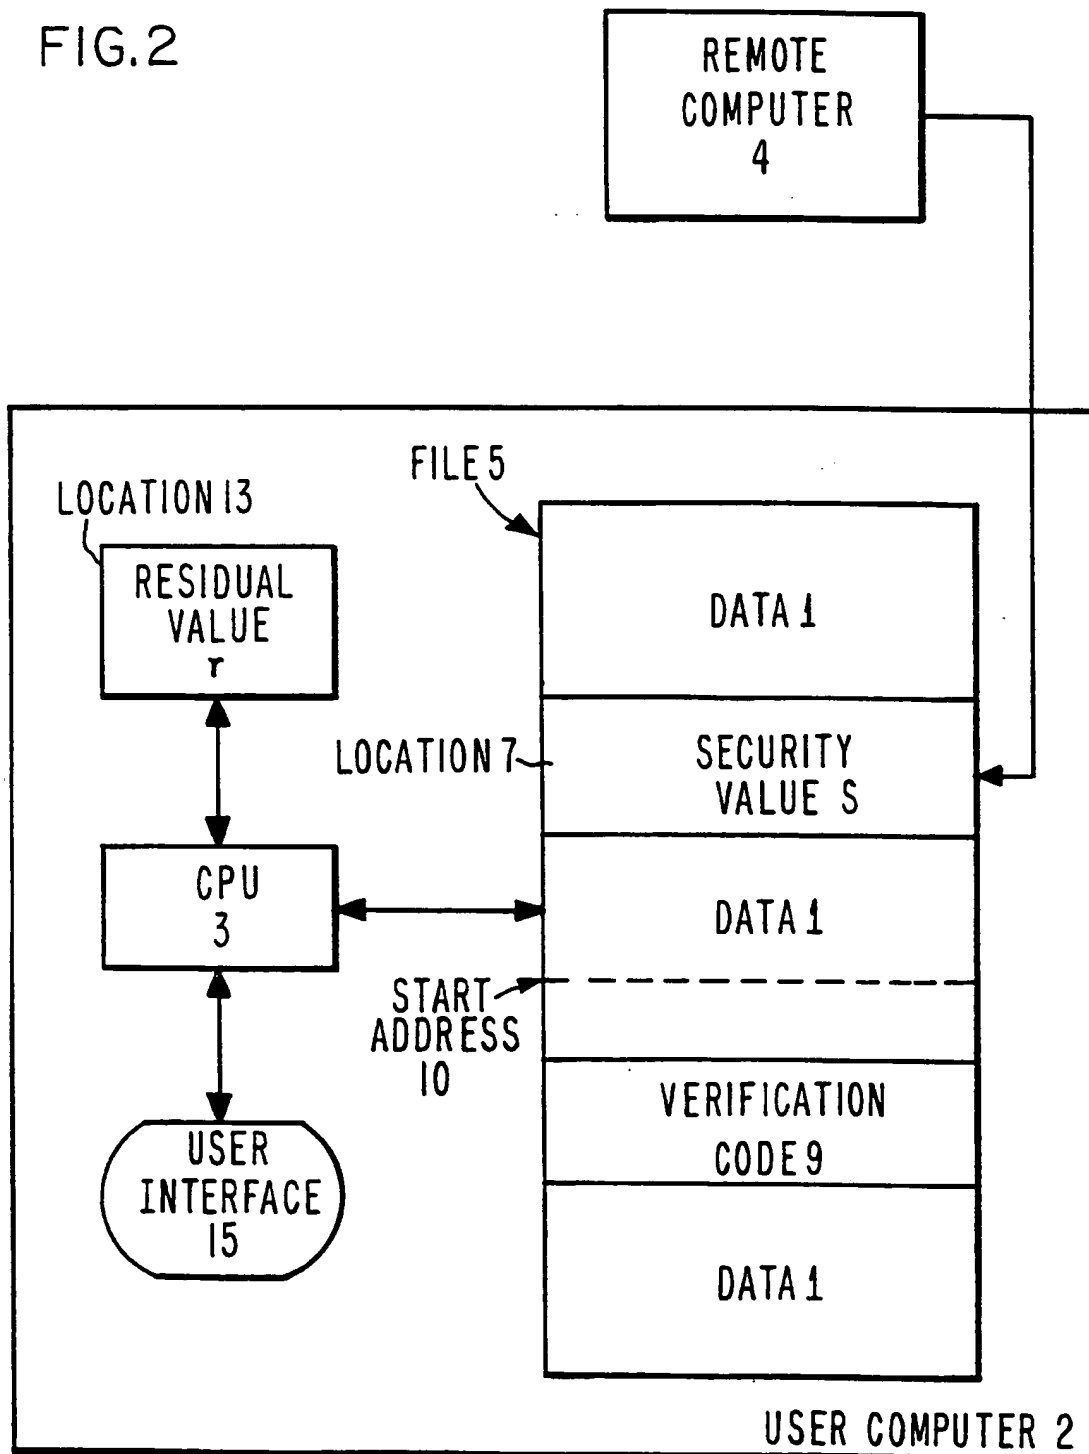 FIG.2
REMOTE
COMPUTER
4
FILE 5
LOCATION 13
RESIDUAL
VALUE
r
DATA 1
LOCATION 7
SECURITY
VALUE S
CPU
3
DATA 1
START
ADDRESS
10
VERIFICATION
CODE 9
USER
INTERFACE
15
DATA 1
USER COMPUTER 2